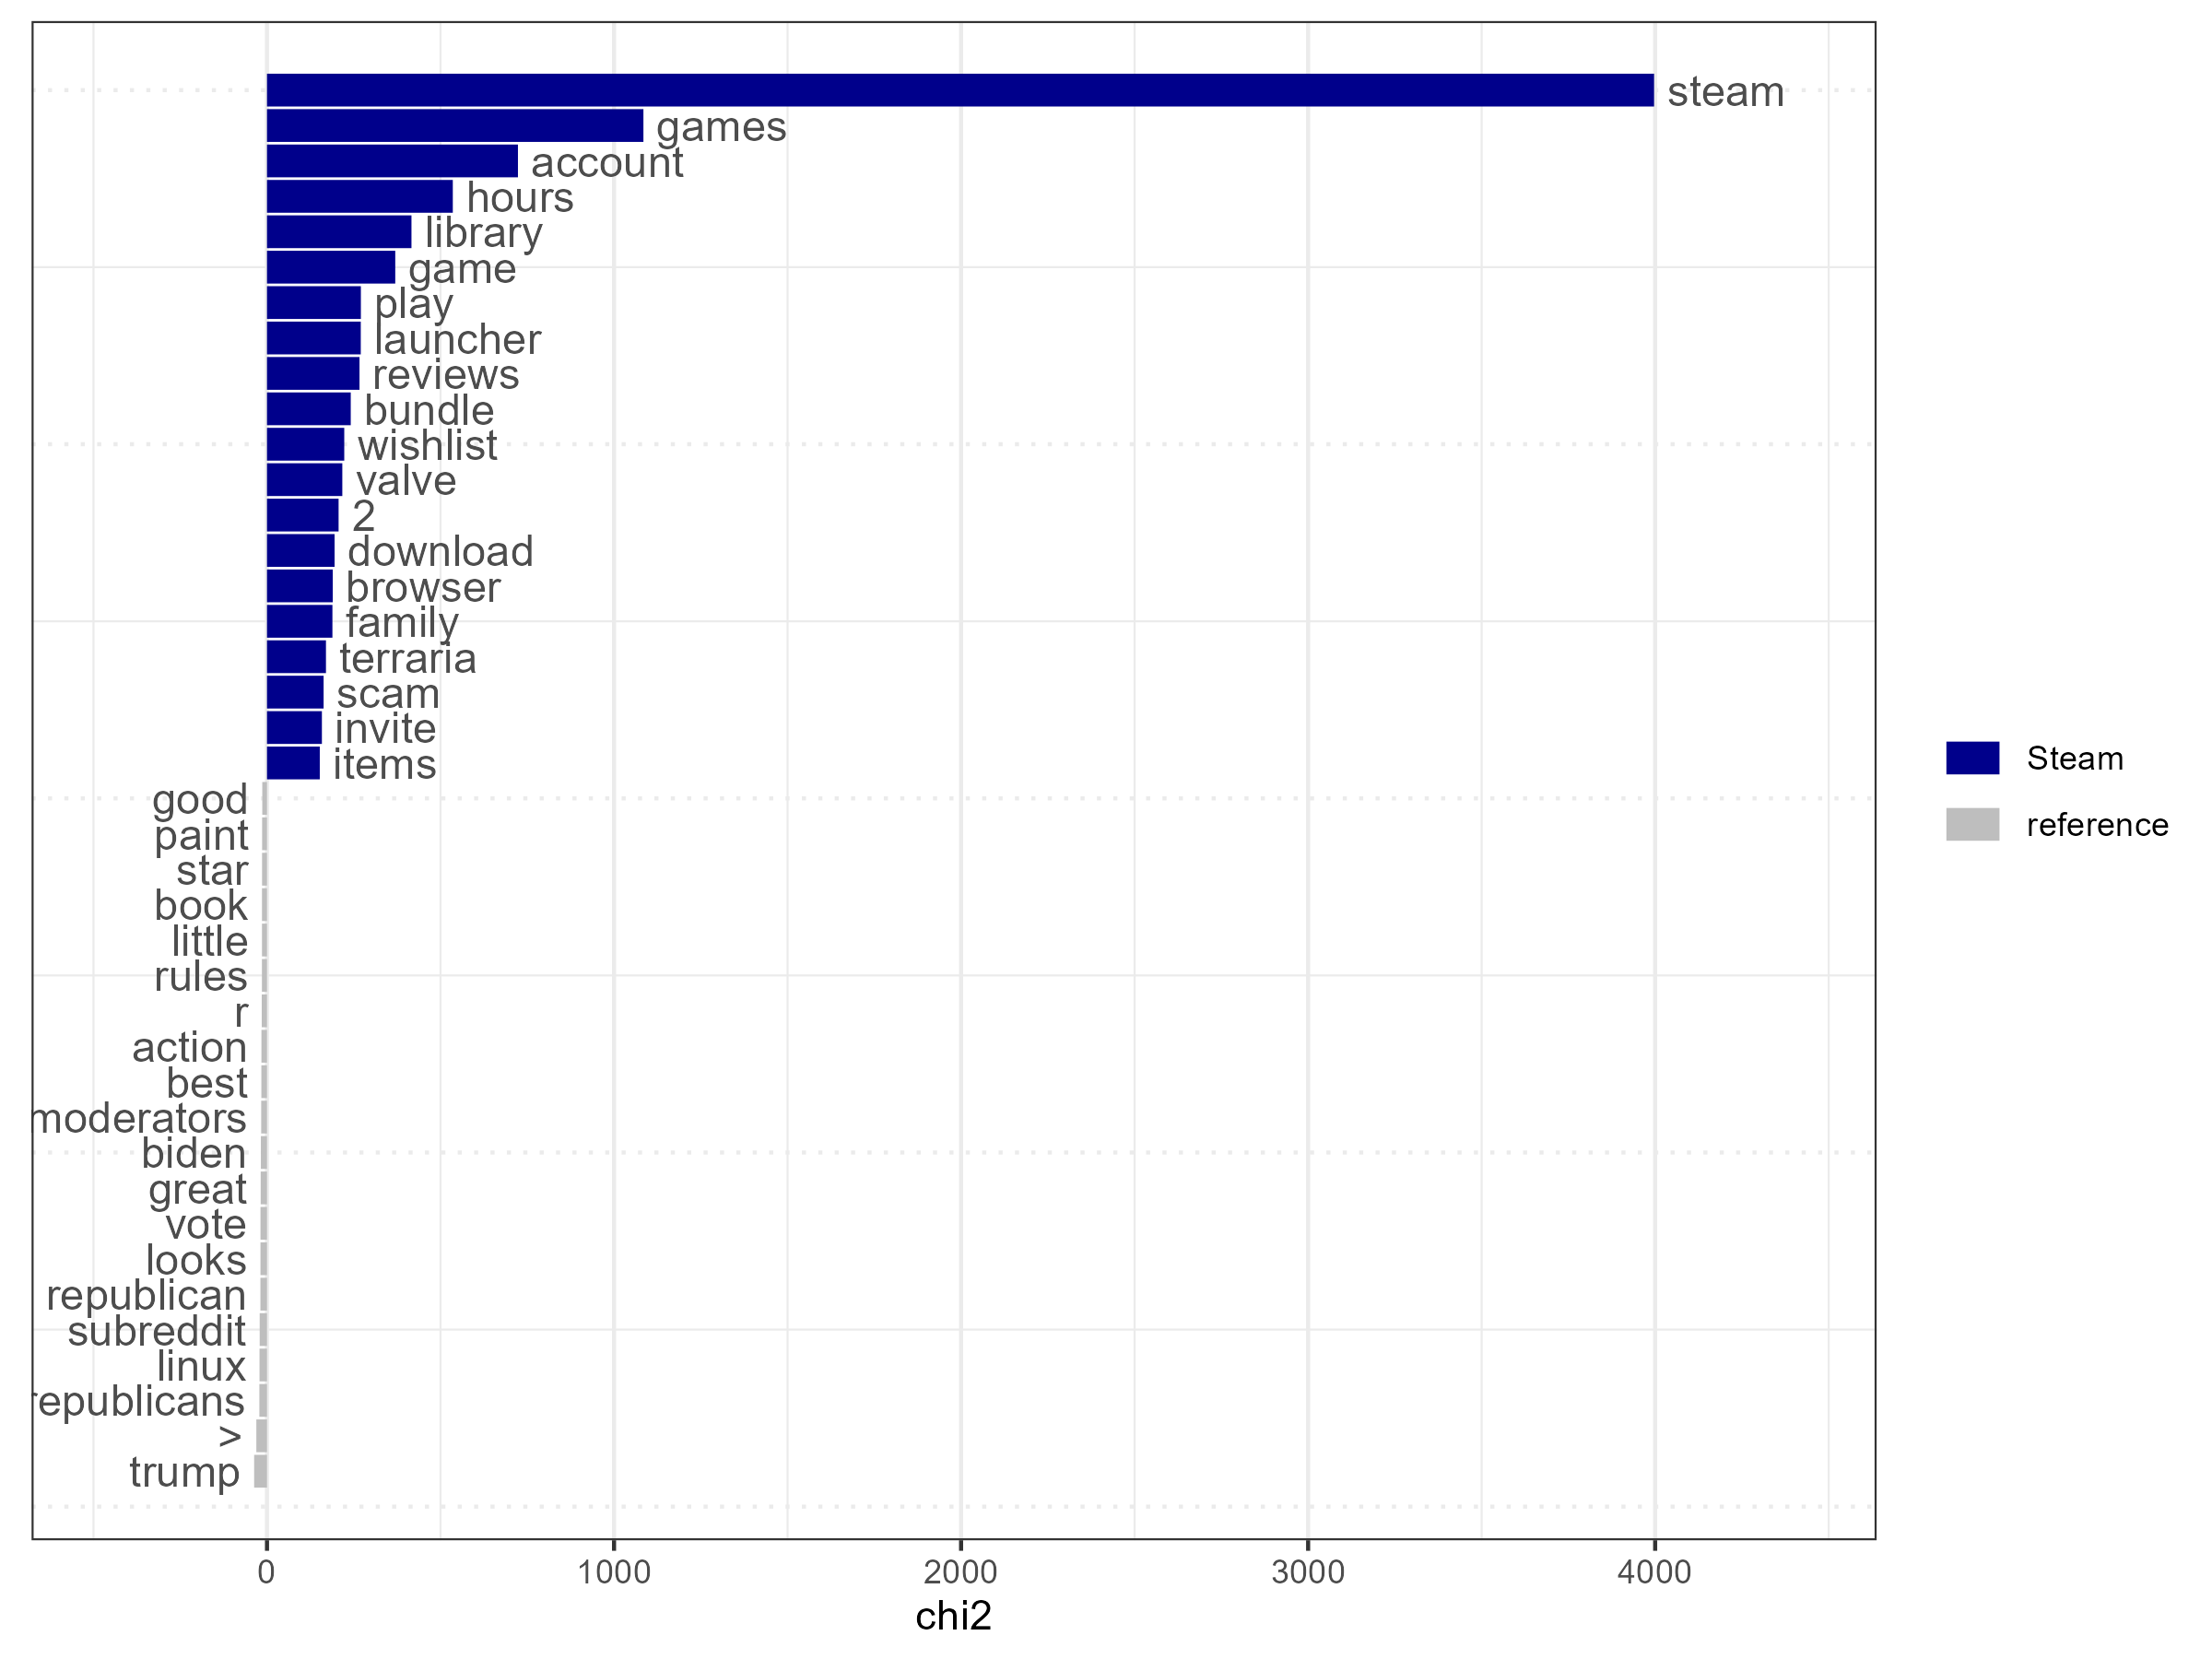 steam
games
account
hours
library
game
play
launcher
reviews
bundle
wishlist
valve
2
download
browser
family
terraria
scam
invite
items
good
paint
star
book
little
rules
r
action
best
moderators
biden
great
vote
looks
republican
subreddit
linux
republicans
>
trump
0 1000 2000 3000 4000
chi2
Steam
reference